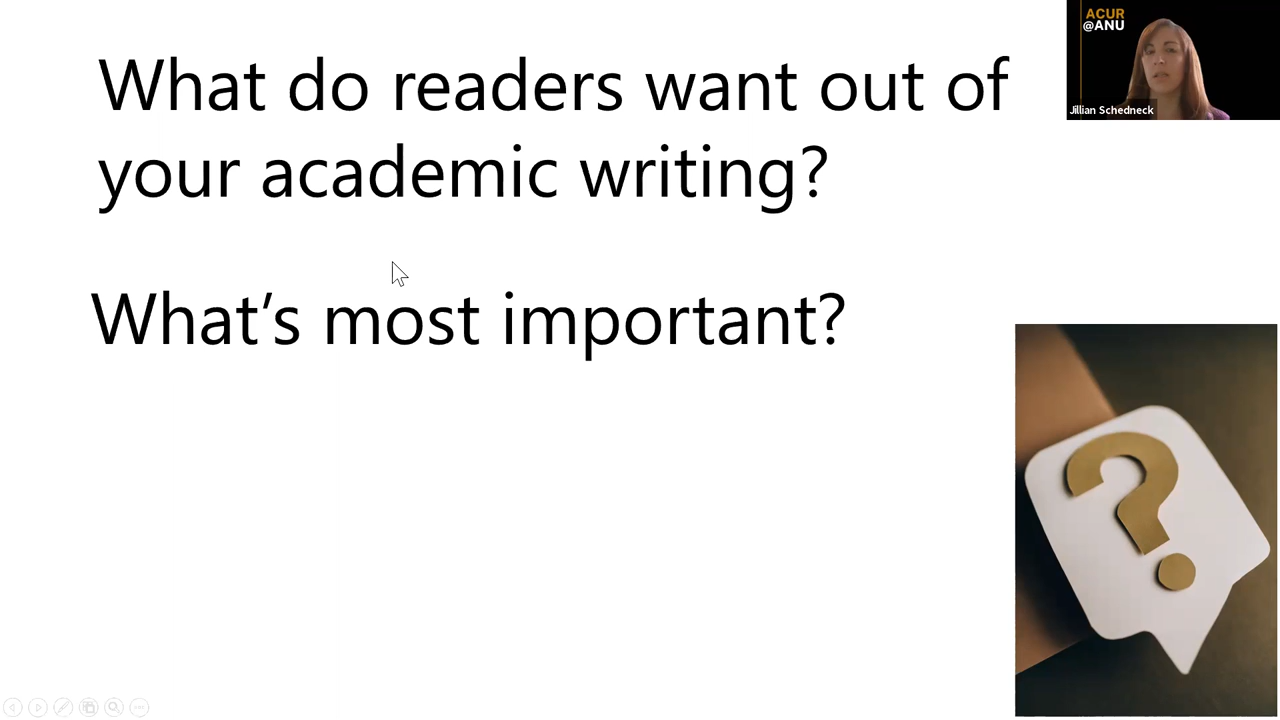 What do readers want out of
your academic writing?
What's most important?
ACUR
@ANU
Jillian Schedneck
?